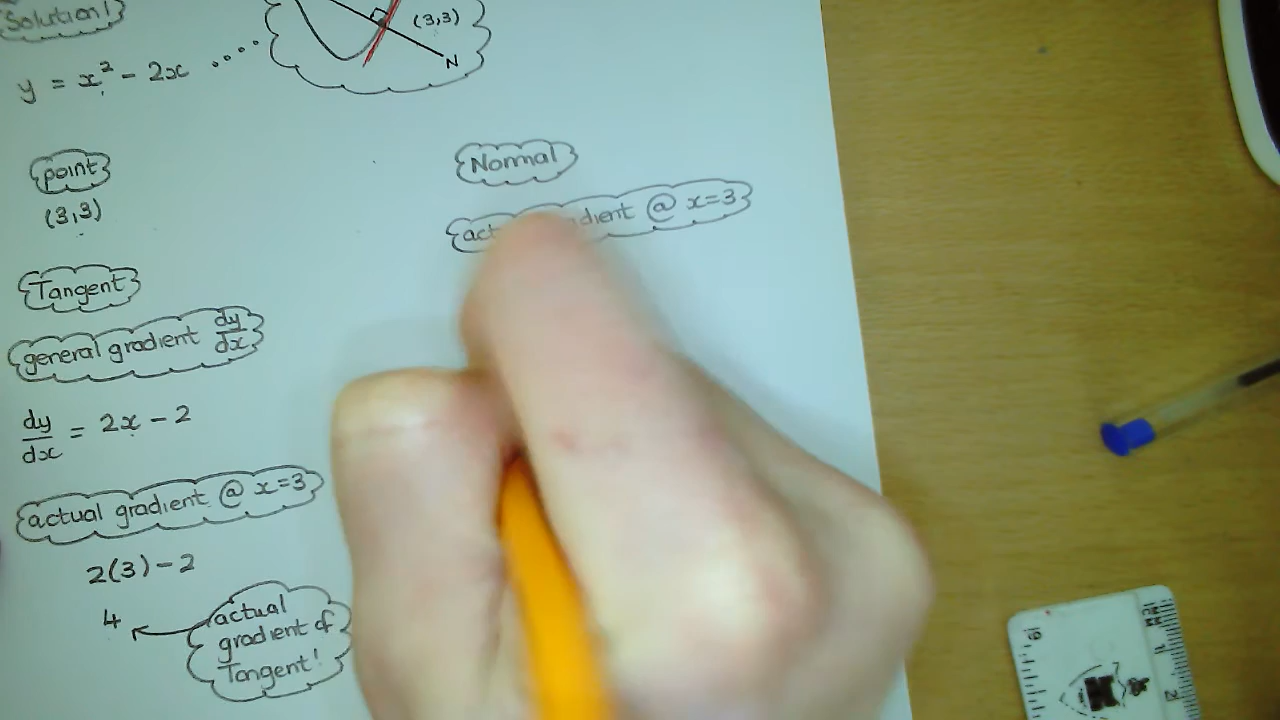 Solution!
y = x² - 2x
(3,3)
N
point
(3,3)
Tangent
general gradient dy/dx
dy/dx = 2x - 2
actual gradient @ x=3
2(3) - 2
4
actual
gradient of
Tangent!
Normal
@ x=3